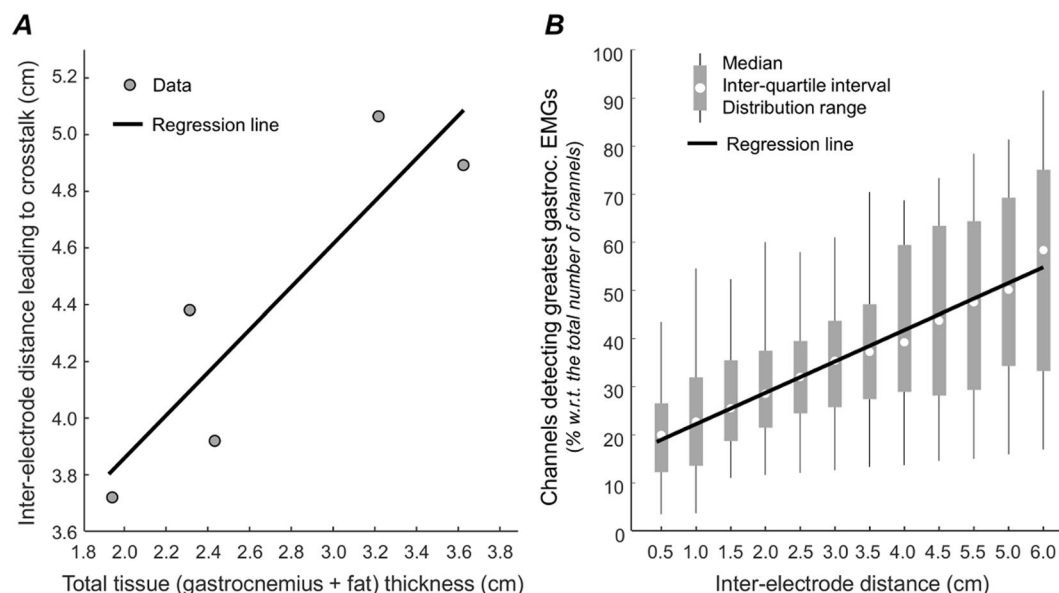 A
Inter-electrode distance leading to crosstalk (cm)
5.2
5.0
4.8
4.6
4.4
4.2
4.0
3.8
3.6
Data
Regression line
1.8 2.0 2.2 2.4 2.6 2.8 3.0 3.2 3.4 3.6 3.8
Total tissue (gastrocnemius + fat) thickness (cm)
B
Channels detecting greatest gastroc. EMGs
(% w.r.t. the total number of channels)
100
90
80
70
60
50
40
30
20
10
0
Median
Inter-quartile interval
Distribution range
Regression line
0.5 1.0 1.5 2.0 2.5 3.0 3.5 4.0 4.5 5.5 5.0 6.0
Inter-electrode distance (cm)